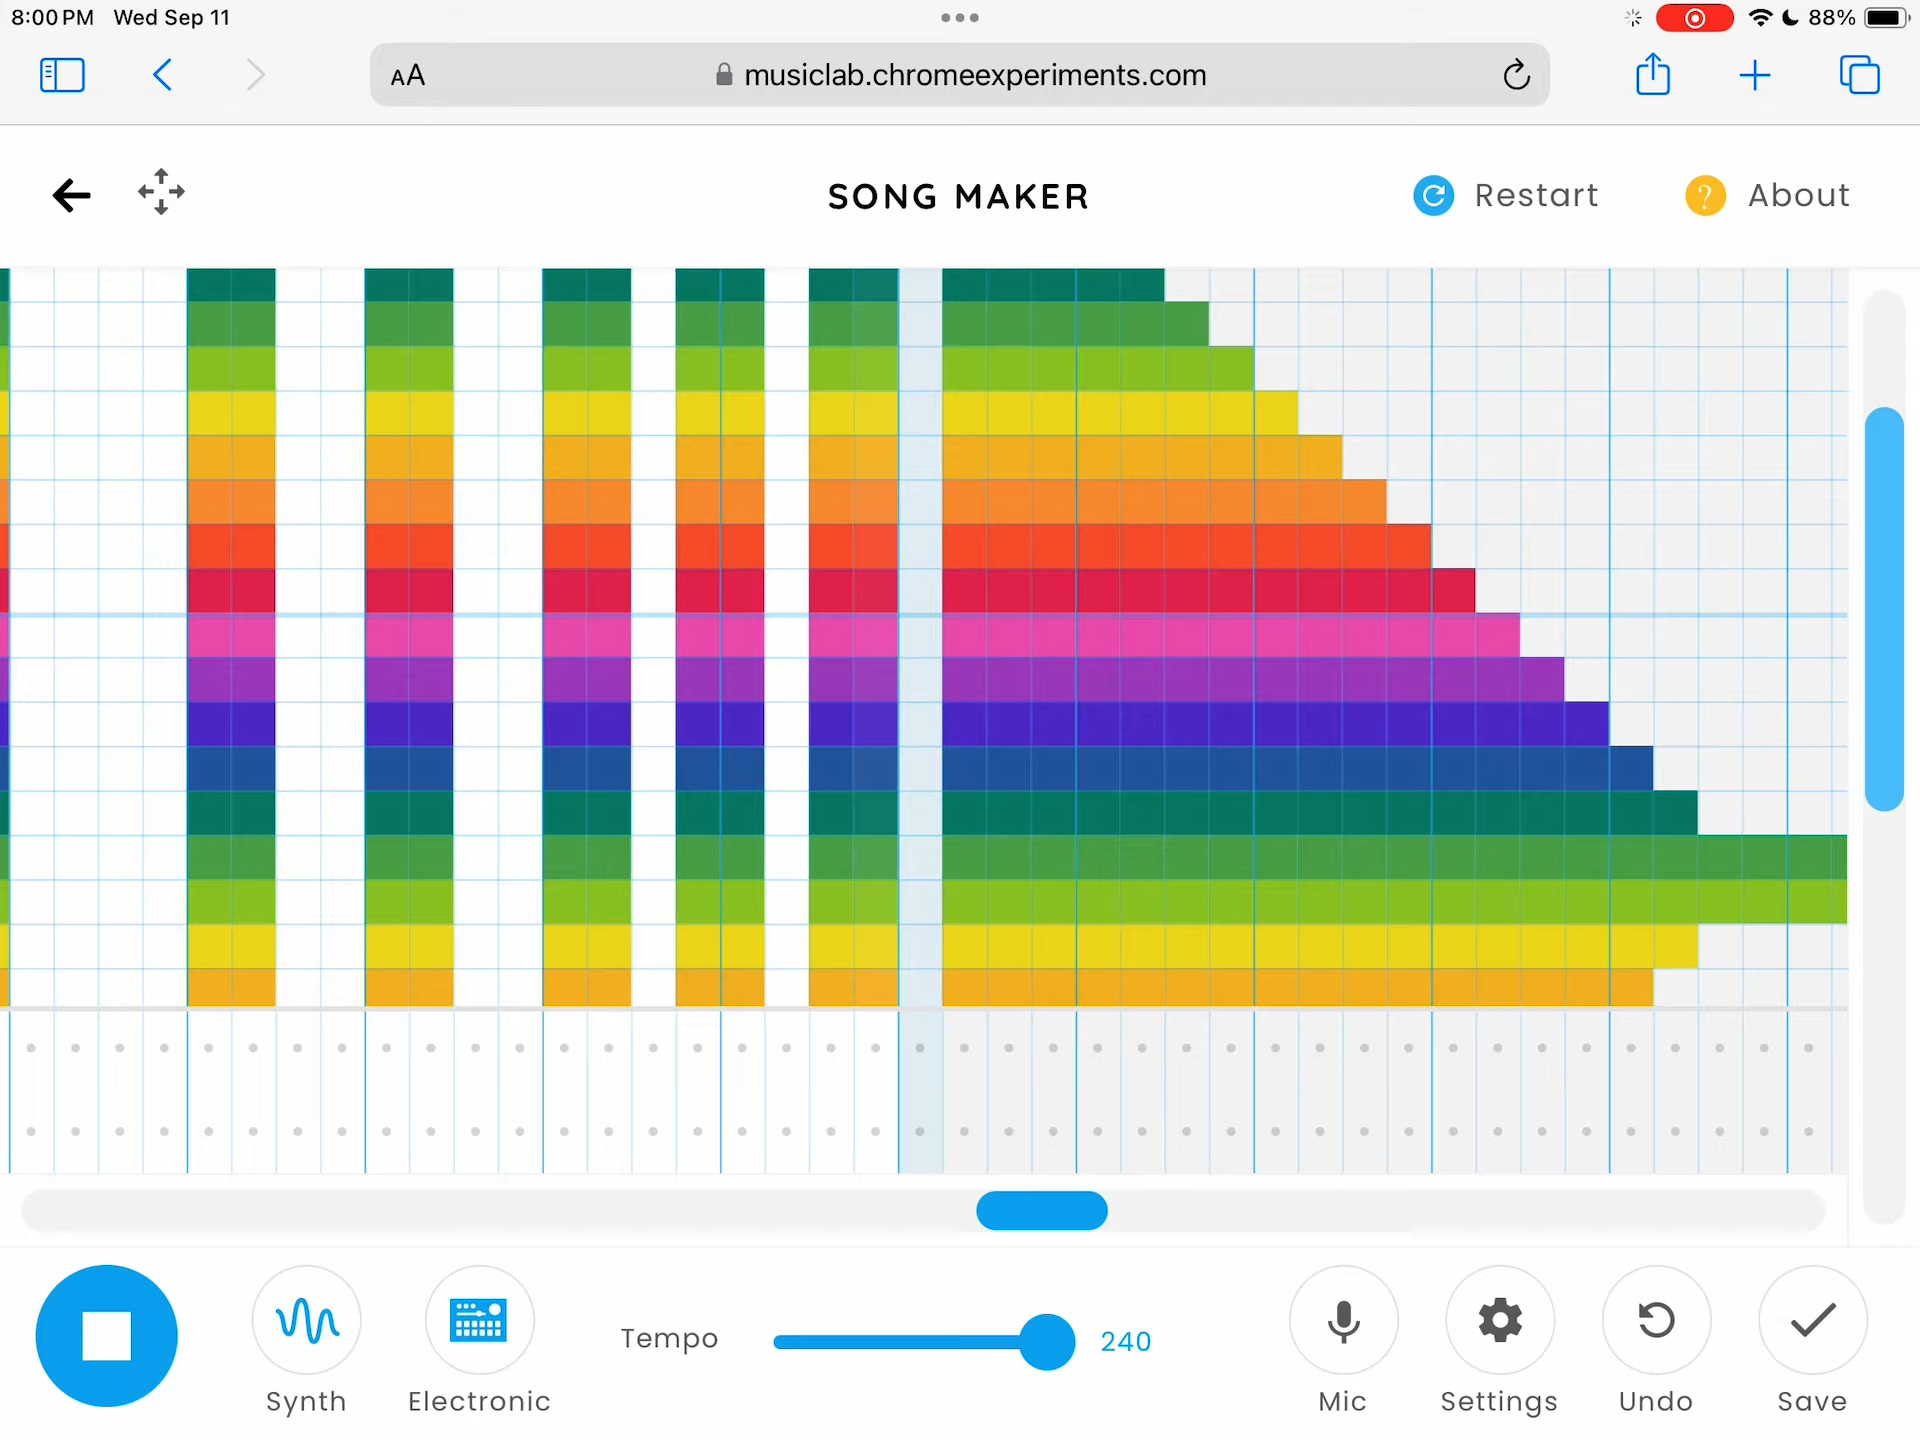 8:00 PM Wed Sep 11 88%
AA musiclab.chromeexperiments.com
SONG MAKER Restart ? About
Tempo 240
Synth Electronic Mic Settings Undo Save